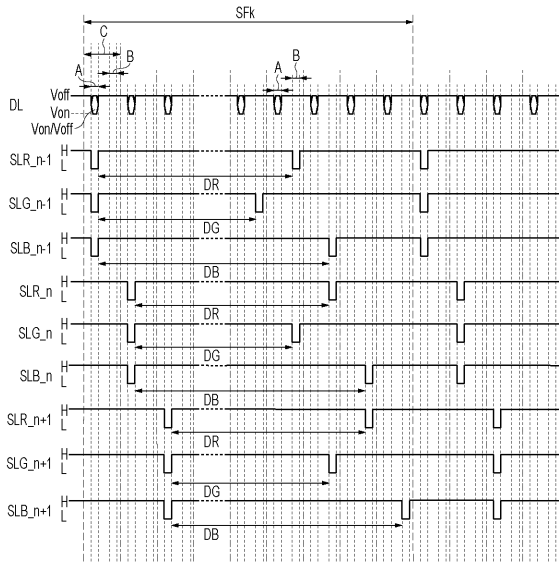 SFk
C
B
A
A
B
DL
Voff
Von
Von/Voff
SLR_n-1
H
L
DR
SLG_n-1
H
L
DG
SLB_n-1
H
L
DB
SLR_n
H
L
DR
SLG_n
H
L
DG
SLB_n
H
L
DB
SLR_n+1
H
L
DR
SLG_n+1
H
L
DG
SLB_n+1
H
L
DB